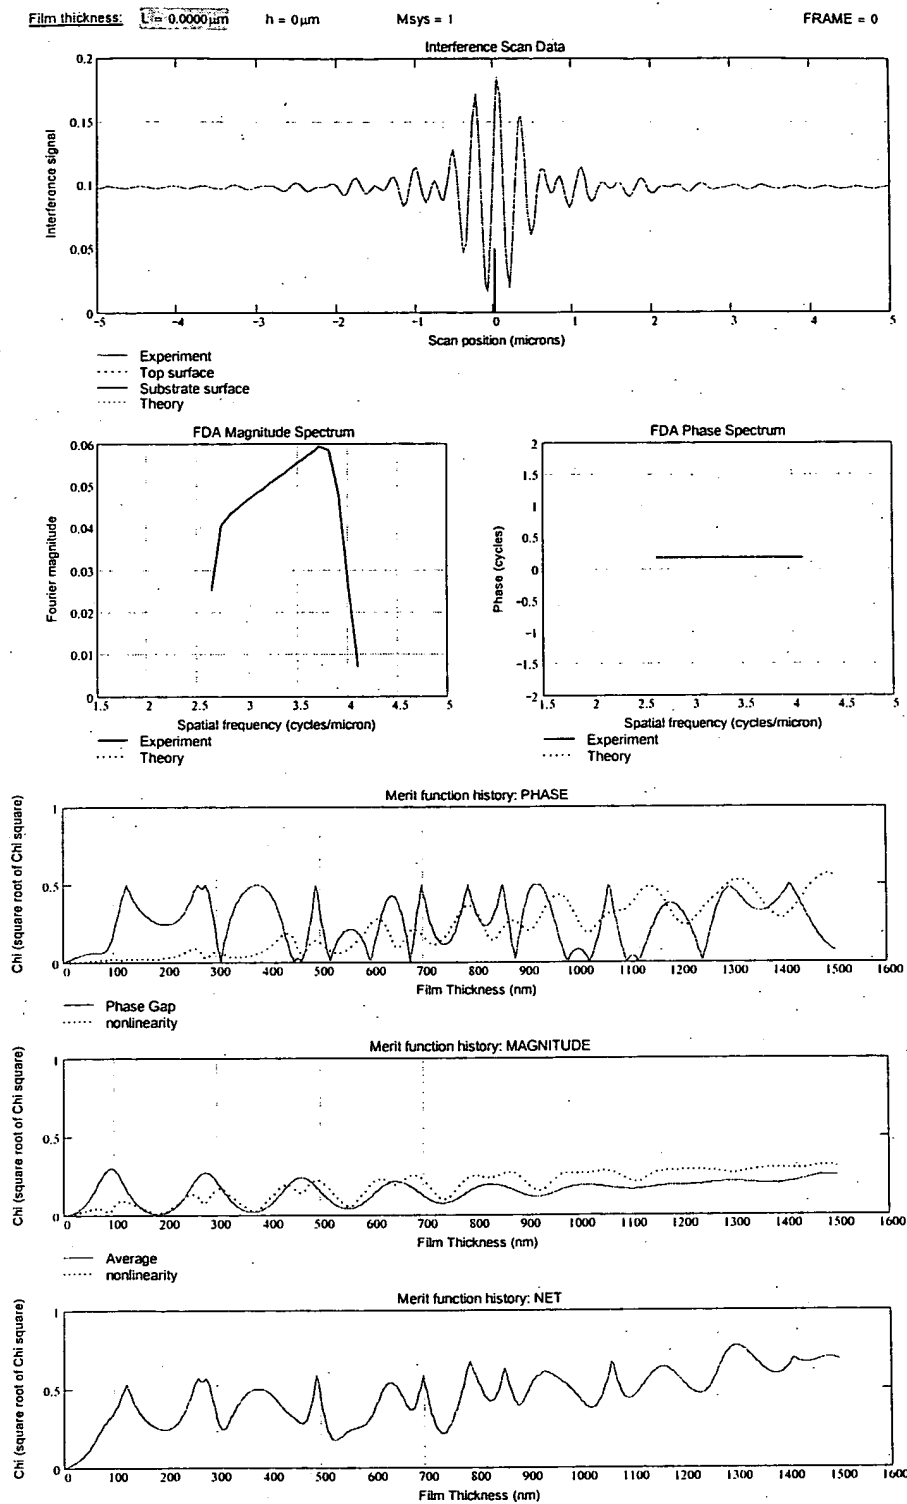 Film thickness: L = 0.0000μm h = 0μm Msys = 1 FRAME = 0
Interference Scan Data
Interference signal
0.2
0.15
0.1
0.05
0
-5 -4 -3 -2 -1 0 1 2 3 4 5
Scan position (microns)
Experiment
Top surface
Substrate surface
Theory
FDA Magnitude Spectrum
Fourier magnitude
0.06
0.05
0.04
0.03
0.02
0.01
0
1.5 2 2.5 3 3.5 4 4.5 5
Spatial frequency (cycles/micron)
Experiment
Theory
FDA Phase Spectrum
Phase (cycles)
2
1.5
1
0.5
0
-0.5
-1
-1.5
-2
1.5 2 2.5 3 3.5 4 4.5 5
Spatial frequency (cycles/micron)
Experiment
Theory
Merit function history: PHASE
Chi (square root of Chi square)
1
0.5
0
0 100 200 300 400 500 600 700 800 900 1000 1100 1200 1300 1400 1500 1600
Film Thickness (nm)
Phase Gap
nonlinearity
Merit function history: MAGNITUDE
Chi (square root of Chi square)
1
0.5
0
0 100 200 300 400 500 600 700 800 900 1000 1100 1200 1300 1400 1500 1600
Film Thickness (nm)
Average
nonlinearity
Merit function history: NET
Chi (square root of Chi square)
1
0.5
0
0 100 200 300 400 500 600 700 800 900 1000 1100 1200 1300 1400 1500 1600
Film Thickness (nm)